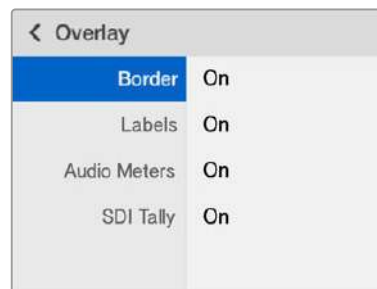 Overlay
Border On
Labels On
Audio Meters On
SDI Tally On